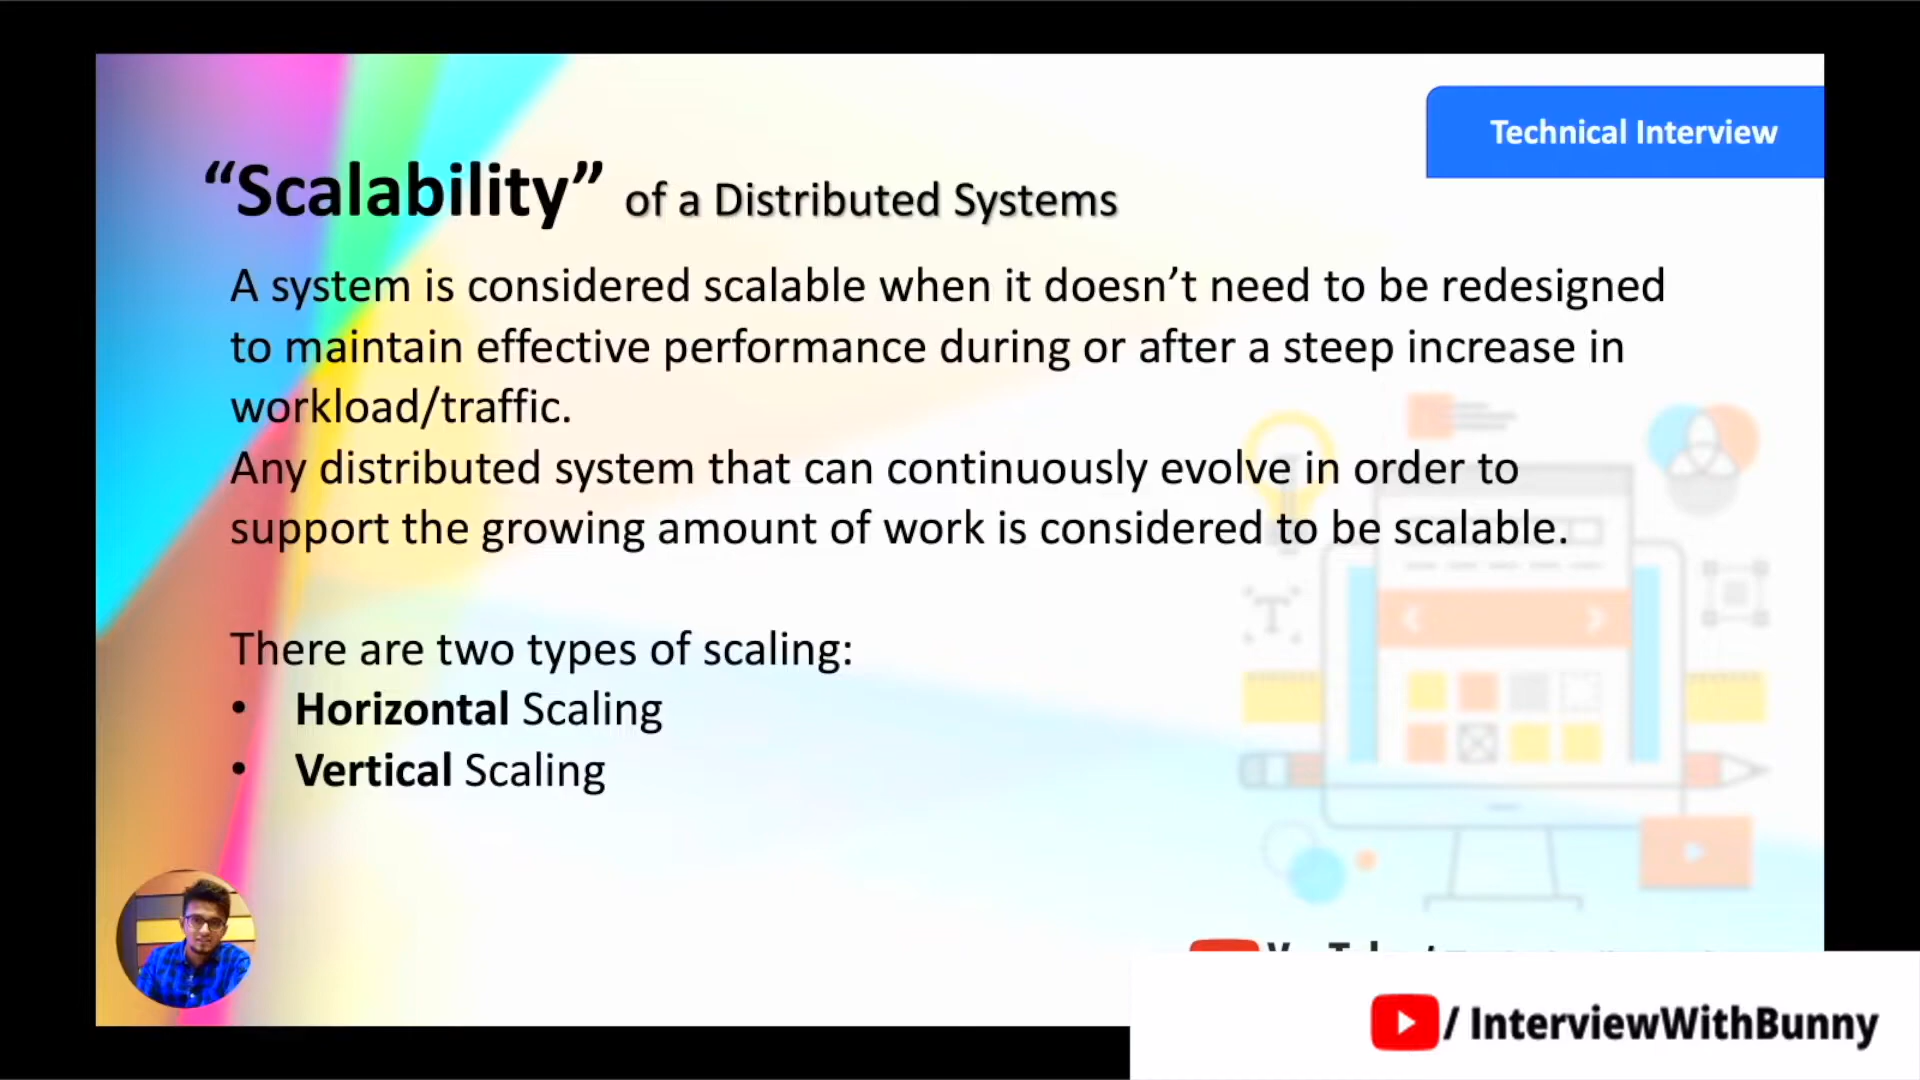 Technical Interview
“Scalability” of a Distributed Systems
A system is considered scalable when it doesn’t need to be redesigned
to maintain effective performance during or after a steep increase in
workload/traffic.
Any distributed system that can continuously evolve in order to
support the growing amount of work is considered to be scalable.
There are two types of scaling:
• Horizontal Scaling
• Vertical Scaling
/ InterviewWithBunny